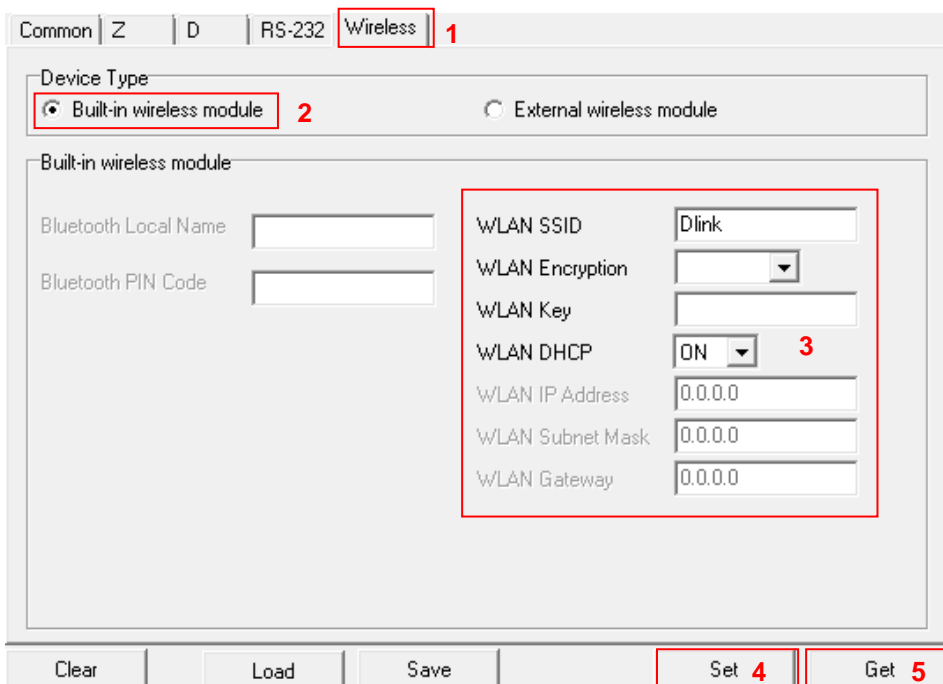 Common Z D RS-232 Wireless 1
Device Type
Built-in wireless module 2 External wireless module
Built-in wireless module
Bluetooth Local Name
Bluetooth PIN Code
WLAN SSID Dlink
WLAN Encryption
WLAN Key
WLAN DHCP ON 3
WLAN IP Address 0.0.0.0
WLAN Subnet Mask 0.0.0.0
WLAN Gateway 0.0.0.0
Clear Load Save Set 4 Get 5